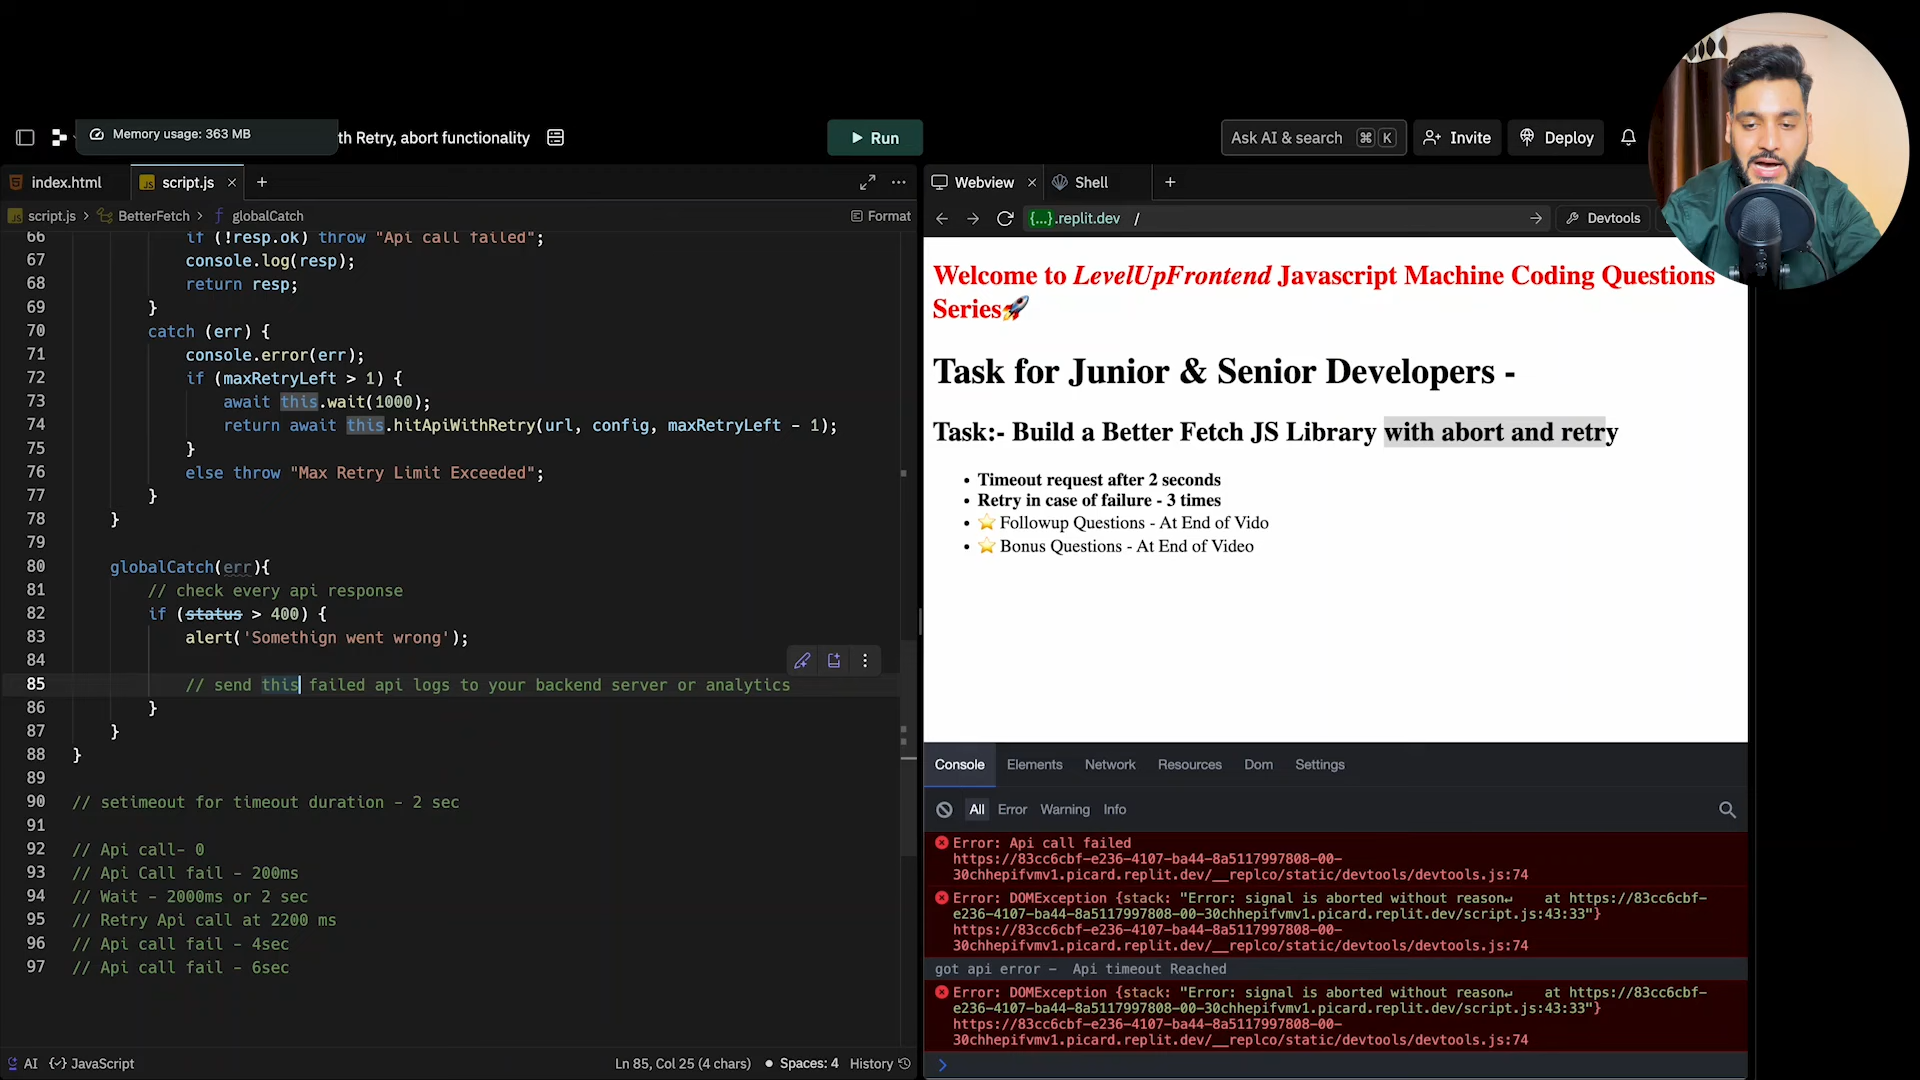 Memory usage: 363 MB
th Retry, abort functionality
Run
Ask AI & search ⌘ K
Invite
Deploy
index.html
JS script.js
Webview
Shell
JS script.js > BetterFetch > globalCatch
Format
{...}.replit.dev /
Devtools
66 if (!resp.ok) throw "Api call failed";
67 console.log(resp);
68 return resp;
69 }
70 catch (err) {
71 console.error(err);
72 if (maxRetryLeft > 1) {
73 await this.wait(1000);
74 return await this.hitApiWithRetry(url, config, maxRetryLeft - 1);
75 }
76 else throw "Max Retry Limit Exceeded";
77 }
78 }
79
80 globalCatch(err){
81 // check every api response
82 if (status > 400) {
83 alert('Somethign went wrong');
84
85 // send this failed api logs to your backend server or analytics
86 }
87 }
88 }
89
90 // setimeout for timeout duration - 2 sec
91
92 // Api call- 0
93 // Api Call fail - 200ms
94 // Wait - 2000ms or 2 sec
95 // Retry Api call at 2200 ms
96 // Api call fail - 4sec
97 // Api call fail - 6sec
AI {✓} JavaScript
Ln 85, Col 25 (4 chars)
Spaces: 4
History
Welcome to LevelUpFrontend Javascript Machine Coding Questions
Series🚀
Task for Junior & Senior Developers -
Task:- Build a Better Fetch JS Library with abort and retry
• Timeout request after 2 seconds
• Retry in case of failure - 3 times
• ⭐ Followup Questions - At End of Vido
• ⭐ Bonus Questions - At End of Video
Console Elements Network Resources Dom Settings
All Error Warning Info
Error: Api call failed
https://83cc6cbf-e236-4107-ba44-8a5117997808-00-
30chhepifvmv1.picard.replit.dev/__replco/static/devtools/devtools.js:74
Error: DOMException {stack: "Error: signal is aborted without reason↵ at https://83cc6cbf-
e236-4107-ba44-8a5117997808-00-30chhepifvmv1.picard.replit.dev/script.js:43:33"}
https://83cc6cbf-e236-4107-ba44-8a5117997808-00-
30chhepifvmv1.picard.replit.dev/__replco/static/devtools/devtools.js:74
got api error - Api timeout Reached
Error: DOMException {stack: "Error: signal is aborted without reason↵ at https://83cc6cbf-
e236-4107-ba44-8a5117997808-00-30chhepifvmv1.picard.replit.dev/script.js:43:33"}
https://83cc6cbf-e236-4107-ba44-8a5117997808-00-
30chhepifvmv1.picard.replit.dev/__replco/static/devtools/devtools.js:74